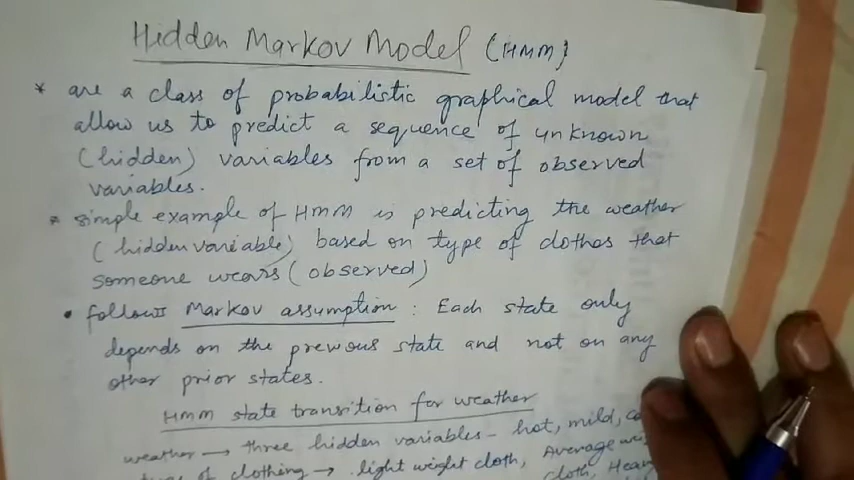 Hidden Markov Model (HMM)
* are a class of probabilistic graphical model that
allow us to predict a sequence of unknown
(hidden) variables from a set of observed
variables.
* simple example of HMM is predicting the weather
(hidden variable) based on type of clothes that
someone wears (observed)
• follows Markov assumption : Each state only
depends on the previous state and not on any
other prior states.
HMM state transition for weather
weather → three hidden variables - hot, mild,
of clothing → light weight cloth, Average
cloth,